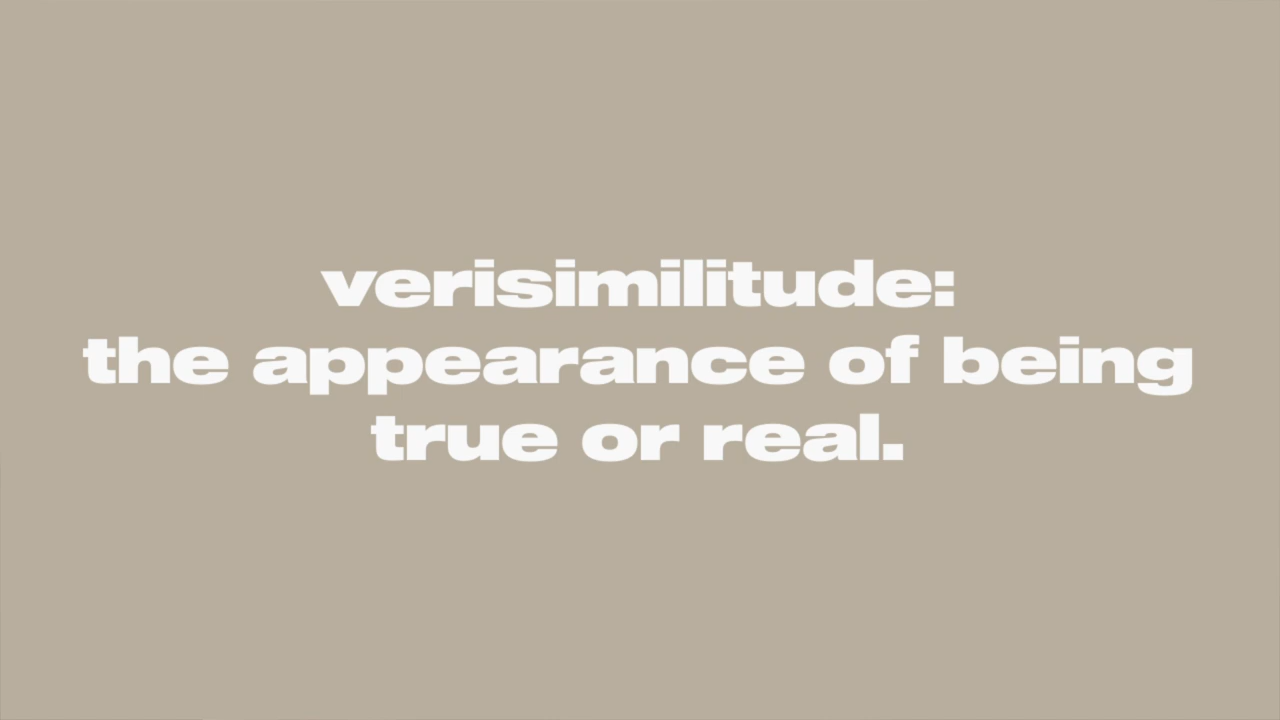 verisimilitude:
the appearance of being
true or real.